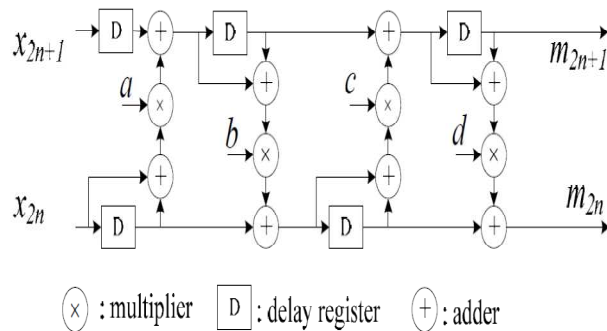 x2n+1 D + D + D m2n+1
+ +
a × c ×
b × d ×
+ +
x2n D + D + m2n
× : multiplier D : delay register + : adder